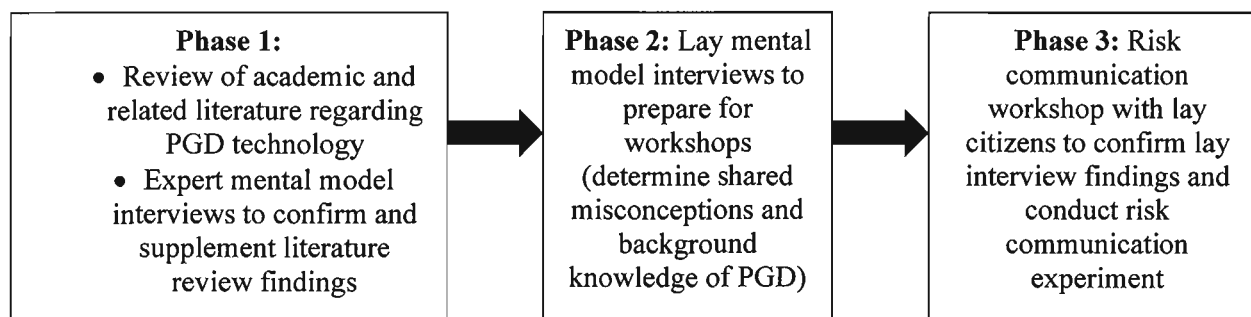 Phase 1:
• Review of academic and
related literature regarding
PGD technology
• Expert mental model
interviews to confirm and
supplement literature
review findings
Phase 2: Lay mental
model interviews to
prepare for
workshops
(determine shared
misconceptions and
background
knowledge of PGD)
Phase 3: Risk
communication
workshop with lay
citizens to confirm lay
interview findings and
conduct risk
communication
experiment